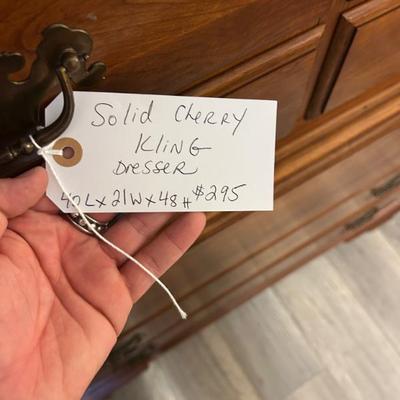 Solid Cherry
Kling
Dresser
40L x 21W x 48H $295